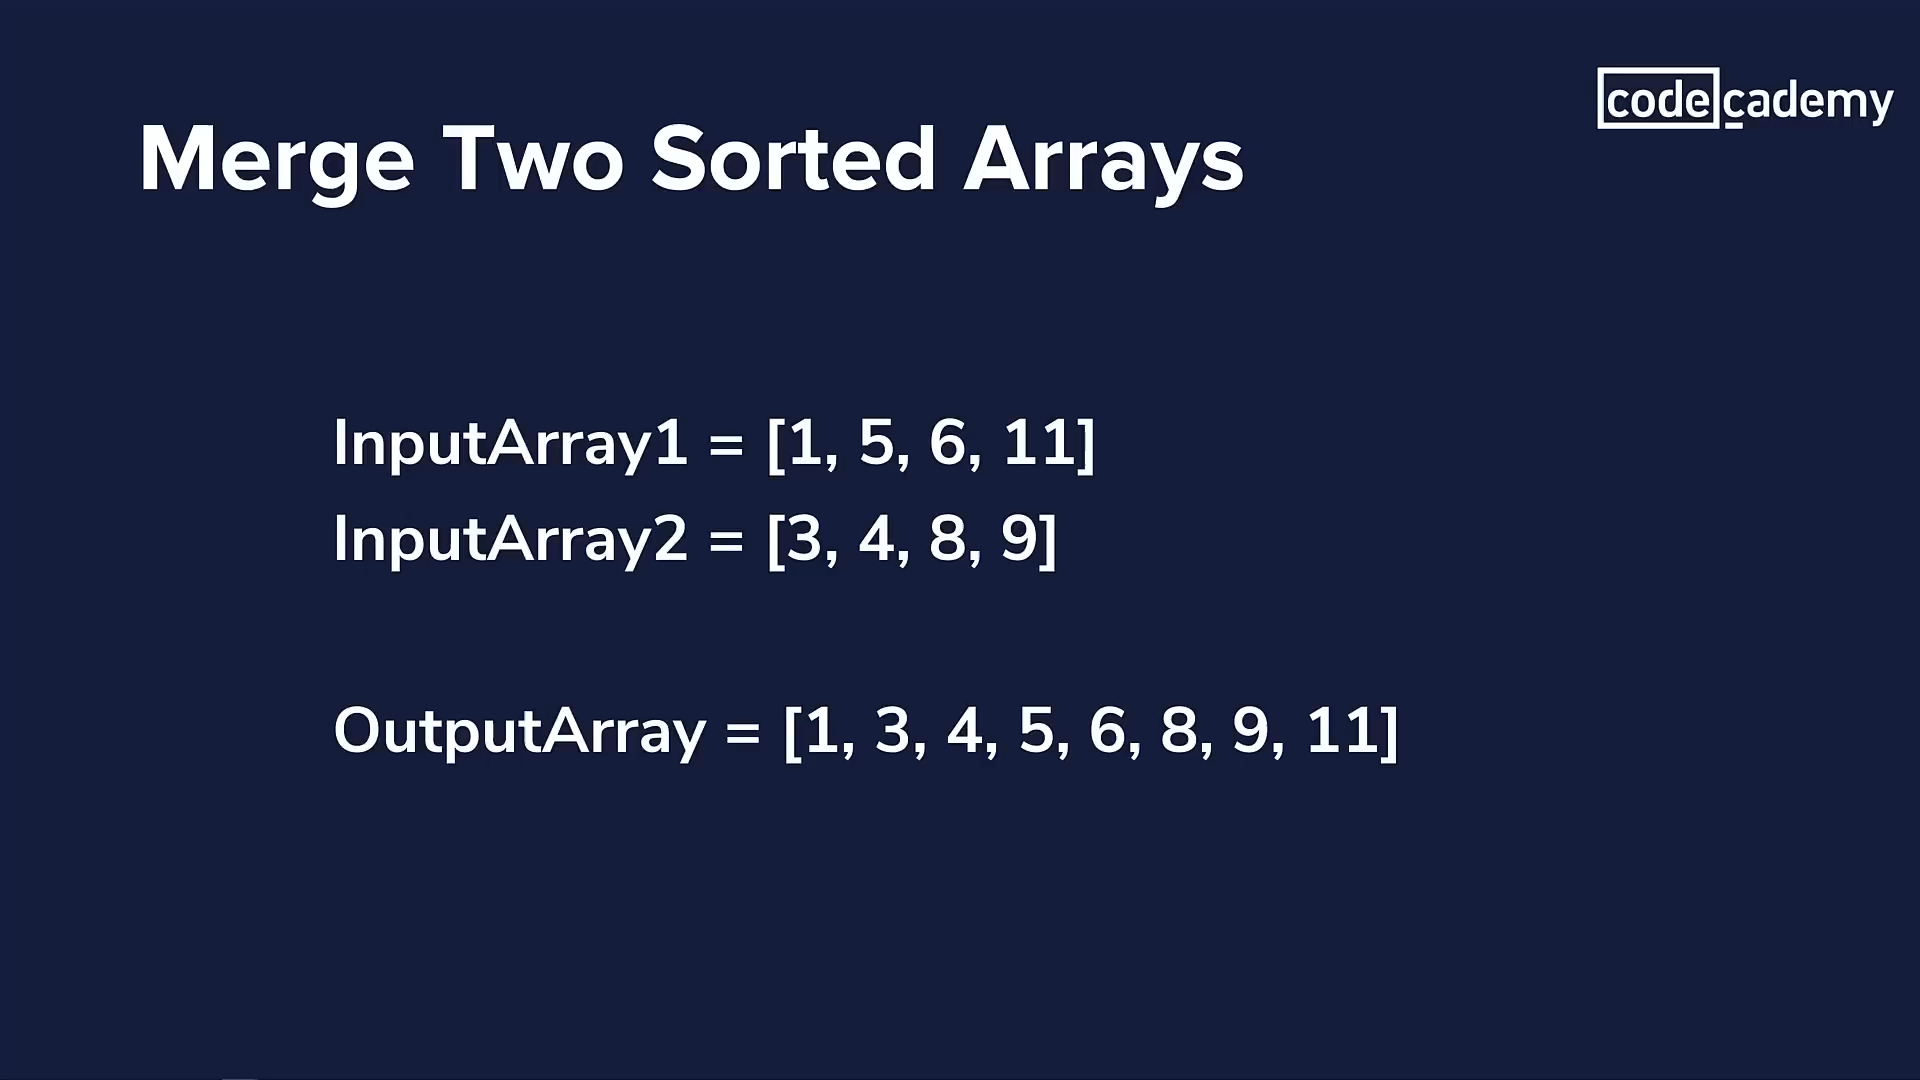 codecademy
Merge Two Sorted Arrays
InputArray1 = [1, 5, 6, 11]
InputArray2 = [3, 4, 8, 9]
OutputArray = [1, 3, 4, 5, 6, 8, 9, 11]